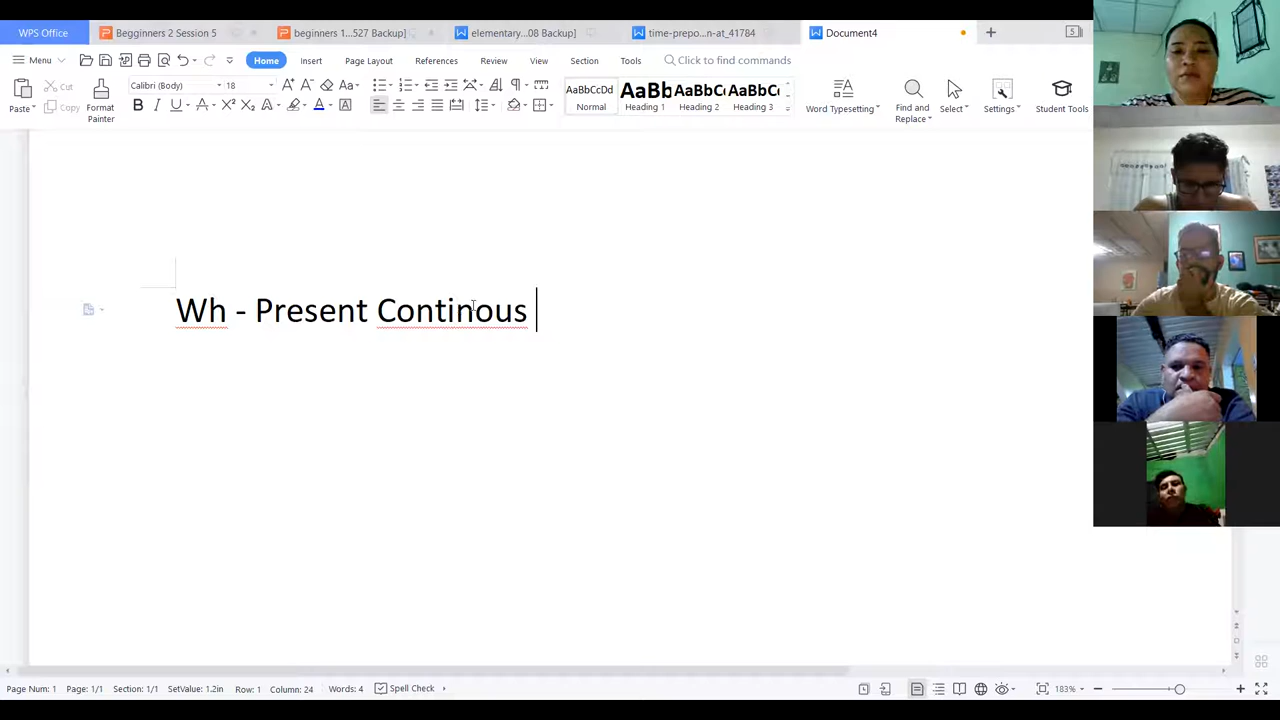 WPS Office
Begginers 2 Session 5
beginners 1...527 Backup]
elementary...08 Backup]
time-prepo...n-at_41784
Document4
Menu
Home
Insert
Page Layout
References
Review
View
Section
Tools
Click to find commands
Paste
Cut
Copy
Format
Painter
Calibri (Body)
18
AaBbCcDd
Normal
AaBb
Heading 1
AaBbC
Heading 2
AaBbC
Heading 3
Word Typesetting
Find and
Replace
Select
Settings
Student Tools
Wh - Present Continous
Page Num: 1
Page: 1/1
Section: 1/1
SetValue: 1.2in
Row: 1
Column: 24
Words: 4
Spell Check
183%